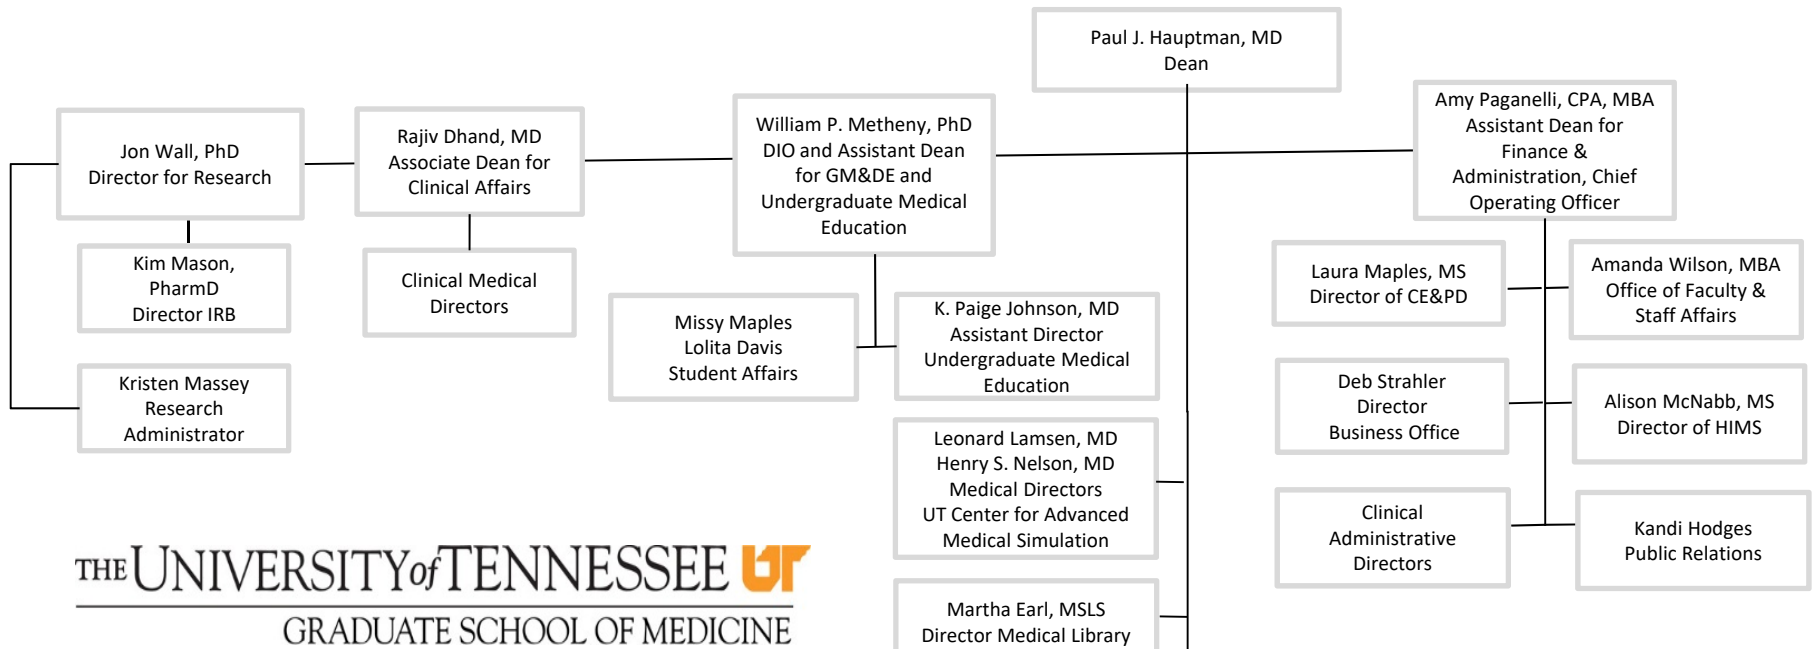 Paul J. Hauptman, MD
Dean
Jon Wall, PhD
Director for Research
Rajiv Dhand, MD
Associate Dean for
Clinical Affairs
William P. Metheny, PhD
DIO and Assistant Dean
for GM&DE and
Undergraduate Medical
Education
Amy Paganelli, CPA, MBA
Assistant Dean for
Finance &
Administration, Chief
Operating Officer
Kim Mason,
PharmD
Director IRB
Kristen Massey
Research
Administrator
Clinical Medical
Directors
Missy Maples
Lolita Davis
Student Affairs
K. Paige Johnson, MD
Assistant Director
Undergraduate Medical
Education
Leonard Lamsen, MD
Henry S. Nelson, MD
Medical Directors
UT Center for Advanced
Medical Simulation
Martha Earl, MSLS
Director Medical Library
Laura Maples, MS
Director of CE&PD
Amanda Wilson, MBA
Office of Faculty &
Staff Affairs
Deb Strahler
Director
Business Office
Alison McNabb, MS
Director of HIMS
Clinical
Administrative
Directors
Kandi Hodges
Public Relations
THE UNIVERSITY of TENNESSEE UT
GRADUATE SCHOOL OF MEDICINE